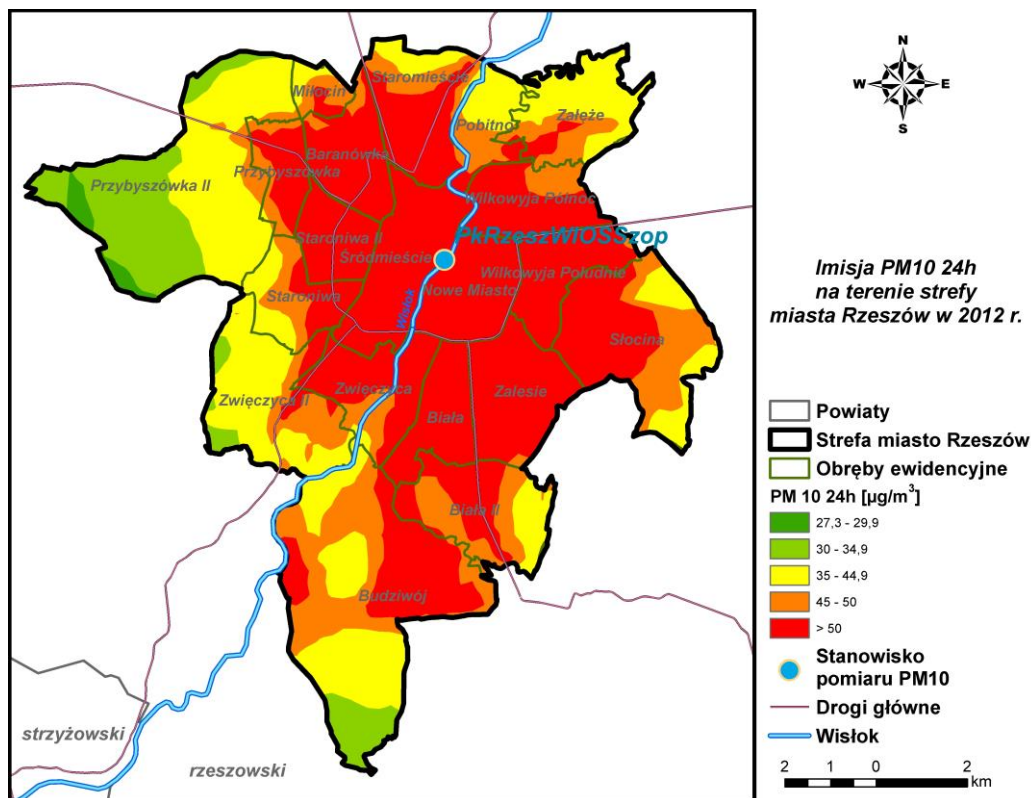 Miłocin
Staromieście
Pobitno
Załęże
Baranówka
Przybyszówka
Przybyszówka II
Wilkowyja Północ
Staroniwa II
PkRzeszWIOSSzop
Śródmieście
Wilkowyja Południe
Nowe Miasto
Staroniwa
Wisłok
Słocina
Zwięczyca
Zalesie
Zwięczyca II
Biała
Biała II
Budziwój
strzyżowski
rzeszowski
N
W E
S
Imisja PM10 24h
na terenie strefy
miasta Rzeszów w 2012 r.
Powiaty
Strefa miasto Rzeszów
Obręby ewidencyjne
PM 10 24h [µg/m³]
27,3 - 29,9
30 - 34,9
35 - 44,9
45 - 50
> 50
Stanowisko
pomiaru PM10
Drogi główne
Wisłok
2 1 0 2
km